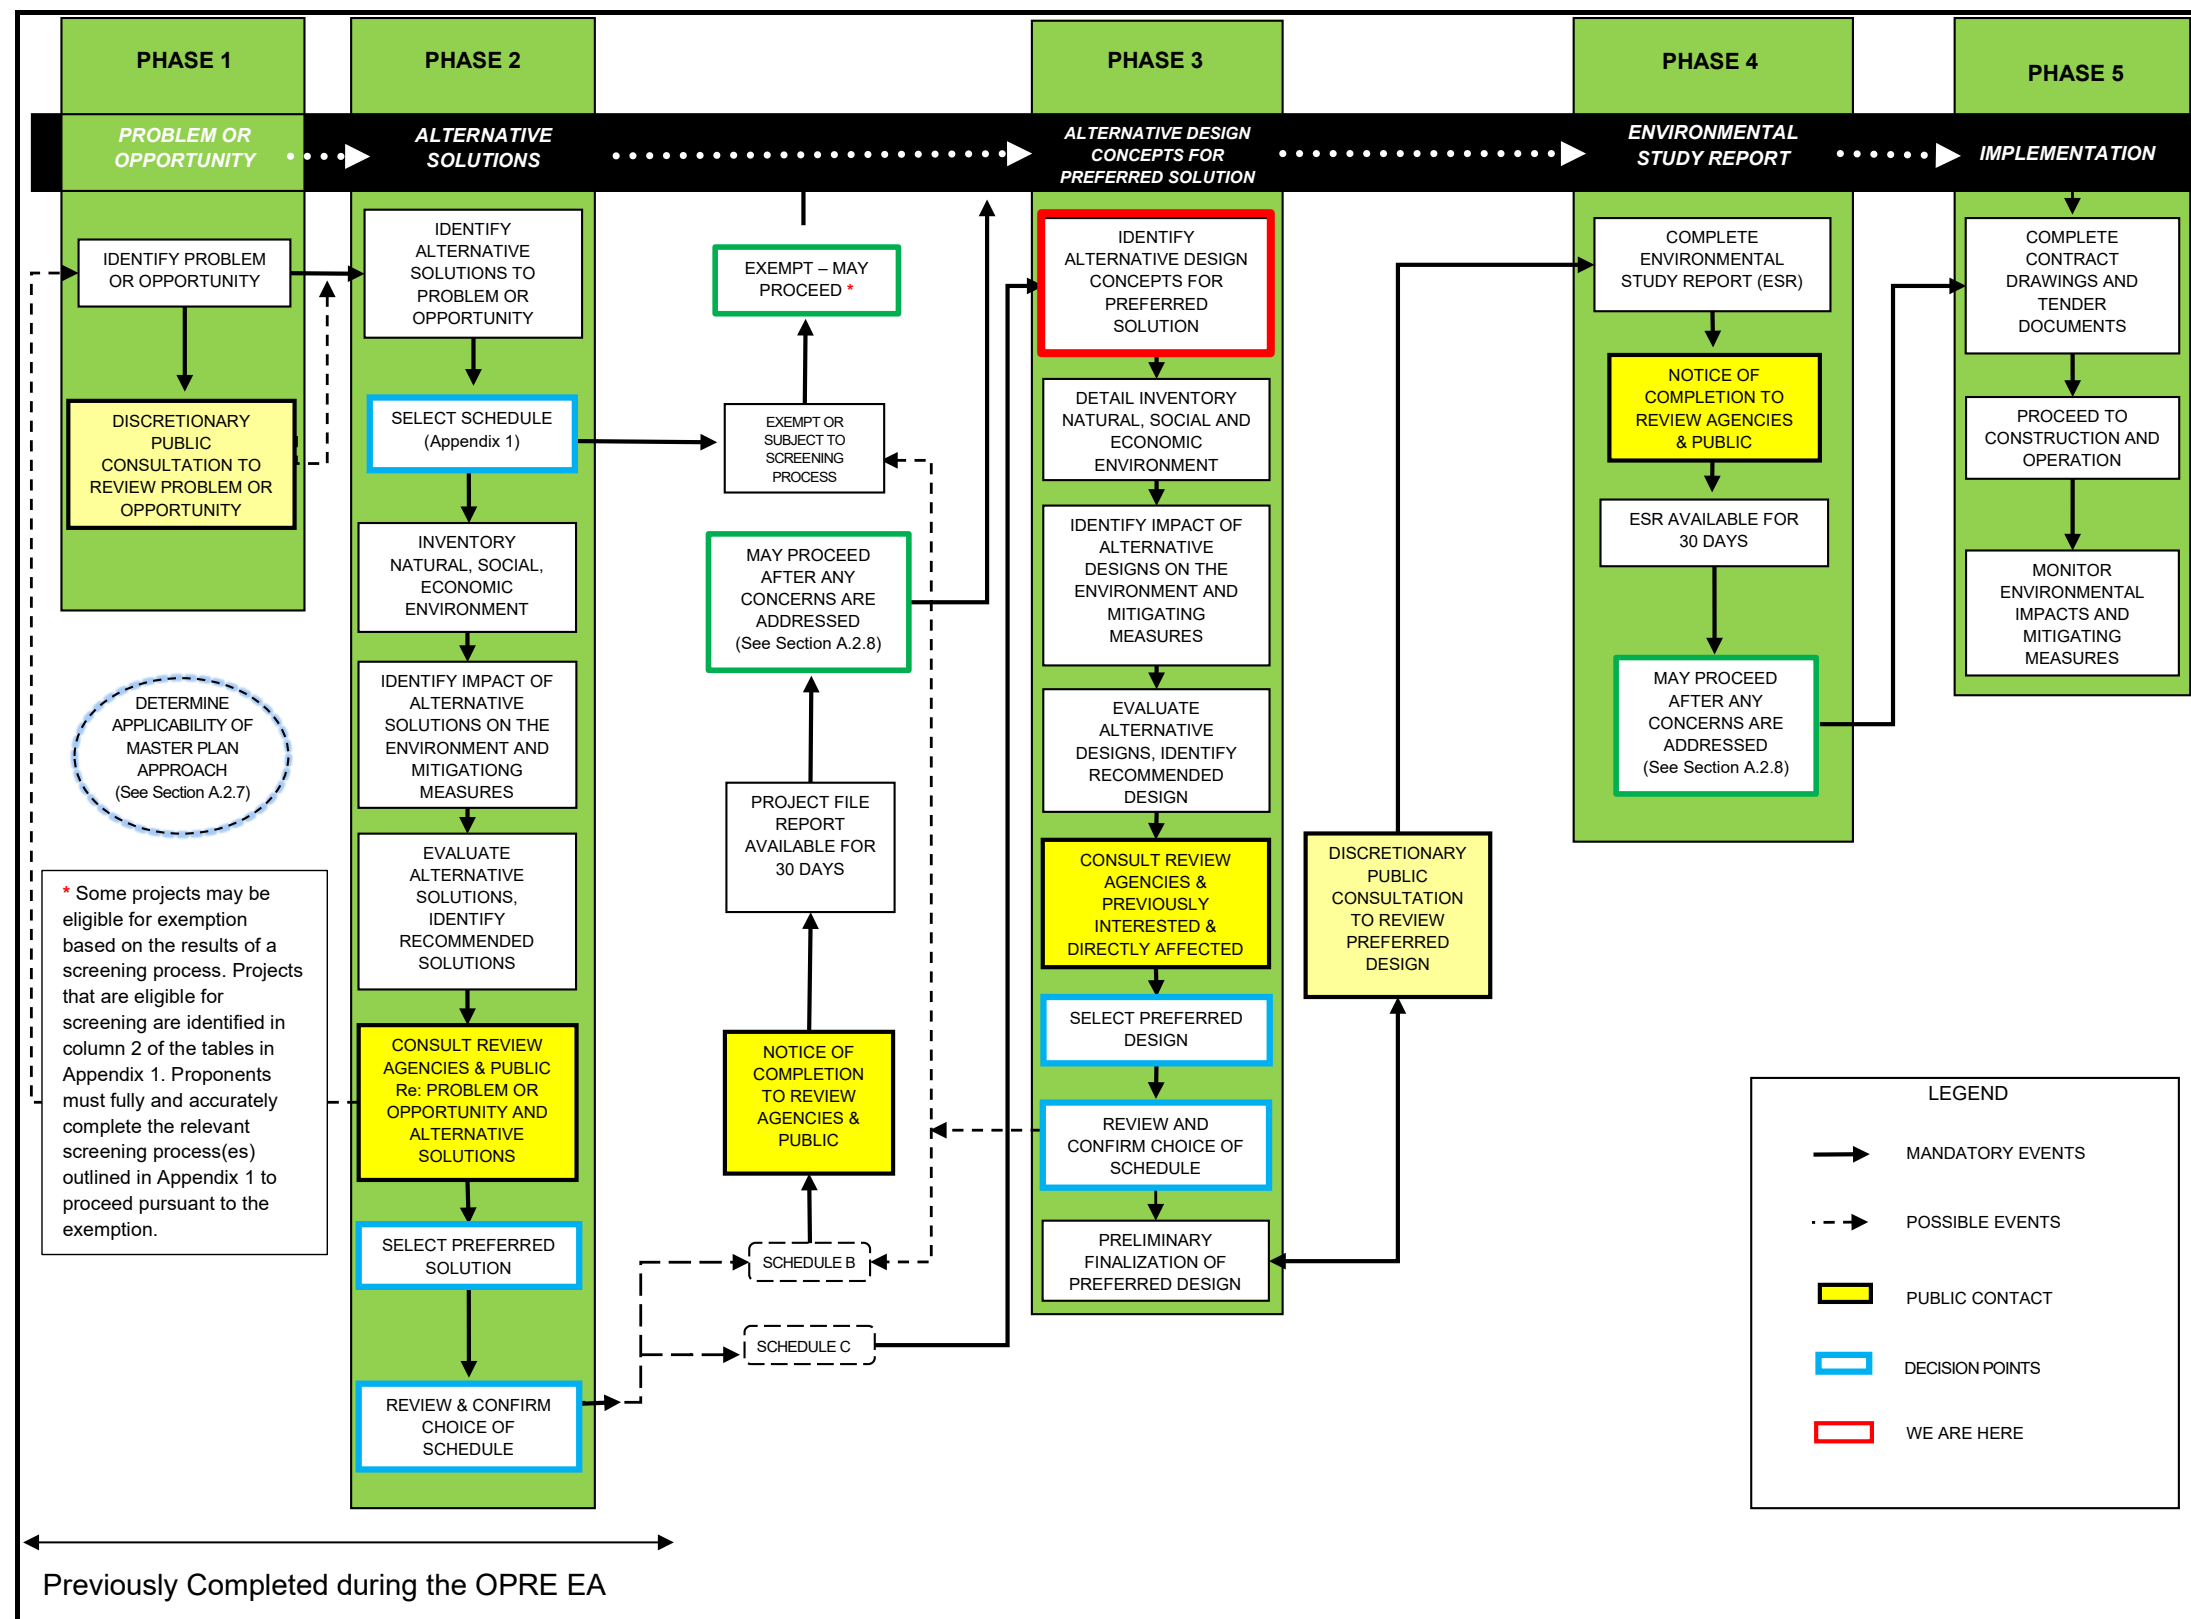 PHASE 1
PHASE 2
PHASE 3
PHASE 4
PHASE 5
PROBLEM OR
OPPORTUNITY
ALTERNATIVE
SOLUTIONS
ALTERNATIVE DESIGN
CONCEPTS FOR
PREFERRED SOLUTION
ENVIRONMENTAL
STUDY REPORT
IMPLEMENTATION
IDENTIFY PROBLEM
OR OPPORTUNITY
DISCRETIONARY
PUBLIC
CONSULTATION TO
REVIEW PROBLEM OR
OPPORTUNITY
DETERMINE
APPLICABILITY OF
MASTER PLAN
APPROACH
(See Section A.2.7)
* Some projects may be
eligible for exemption
based on the results of a
screening process. Projects
that are eligible for
screening are identified in
column 2 of the tables in
Appendix 1. Proponents
must fully and accurately
complete the relevant
screening process(es)
outlined in Appendix 1 to
proceed pursuant to the
exemption.
IDENTIFY
ALTERNATIVE
SOLUTIONS TO
PROBLEM OR
OPPORTUNITY
SELECT SCHEDULE
(Appendix 1)
INVENTORY
NATURAL, SOCIAL,
ECONOMIC
ENVIRONMENT
IDENTIFY IMPACT OF
ALTERNATIVE
SOLUTIONS ON THE
ENVIRONMENT AND
MITIGATIONG
MEASURES
EVALUATE
ALTERNATIVE
SOLUTIONS,
IDENTIFY
RECOMMENDED
SOLUTIONS
CONSULT REVIEW
AGENCIES & PUBLIC
Re: PROBLEM OR
OPPORTUNITY AND
ALTERNATIVE
SOLUTIONS
SELECT PREFERRED
SOLUTION
REVIEW & CONFIRM
CHOICE OF
SCHEDULE
EXEMPT – MAY
PROCEED *
EXEMPT OR
SUBJECT TO
SCREENING
PROCESS
MAY PROCEED
AFTER ANY
CONCERNS ARE
ADDRESSED
(See Section A.2.8)
PROJECT FILE
REPORT
AVAILABLE FOR
30 DAYS
NOTICE OF
COMPLETION
TO REVIEW
AGENCIES &
PUBLIC
SCHEDULE B
SCHEDULE C
IDENTIFY
ALTERNATIVE DESIGN
CONCEPTS FOR
PREFERRED
SOLUTION
DETAIL INVENTORY
NATURAL, SOCIAL AND
ECONOMIC
ENVIRONMENT
IDENTIFY IMPACT OF
ALTERNATIVE
DESIGNS ON THE
ENVIRONMENT AND
MITIGATING
MEASURES
EVALUATE
ALTERNATIVE
DESIGNS, IDENTIFY
RECOMMENDED
DESIGN
CONSULT REVIEW
AGENCIES &
PREVIOUSLY
INTERESTED &
DIRECTLY AFFECTED
SELECT PREFERRED
DESIGN
REVIEW AND
CONFIRM CHOICE OF
SCHEDULE
PRELIMINARY
FINALIZATION OF
PREFERRED DESIGN
DISCRETIONARY
PUBLIC
CONSULTATION
TO REVIEW
PREFERRED
DESIGN
COMPLETE
ENVIRONMENTAL
STUDY REPORT (ESR)
NOTICE OF
COMPLETION TO
REVIEW AGENCIES
& PUBLIC
ESR AVAILABLE FOR
30 DAYS
MAY PROCEED
AFTER ANY
CONCERNS ARE
ADDRESSED
(See Section A.2.8)
COMPLETE
CONTRACT
DRAWINGS AND
TENDER
DOCUMENTS
PROCEED TO
CONSTRUCTION AND
OPERATION
MONITOR
ENVIRONMENTAL
IMPACTS AND
MITIGATING
MEASURES
LEGEND
MANDATORY EVENTS
POSSIBLE EVENTS
PUBLIC CONTACT
DECISION POINTS
WE ARE HERE
Previously Completed during the OPRE EA